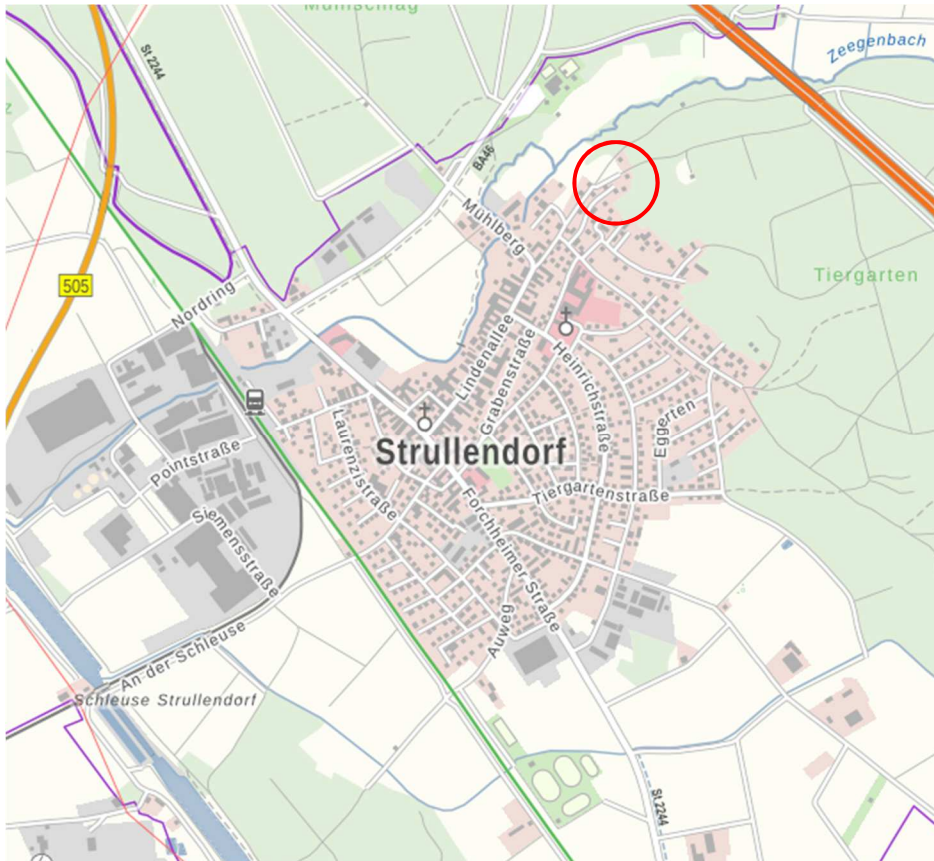 Mühlschlag
St 2244
Zeegenbach
BA46
Mühlberg
Tiergarten
505
Nordring
Lindenallee
Grabenstraße
Heinrichstraße
Eggerten
Laurenzistraße
Strullendorf
Pointstraße
Tiergartenstraße
Siemensstraße
Forchheimer Straße
Auweg
An der Schleuse
Schleuse Strullendorf
St 2244